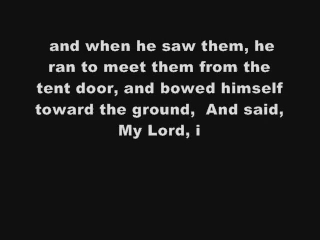 and when he saw them, he
ran to meet them from the
tent door, and bowed himself
toward the ground,  And said,
My Lord, i